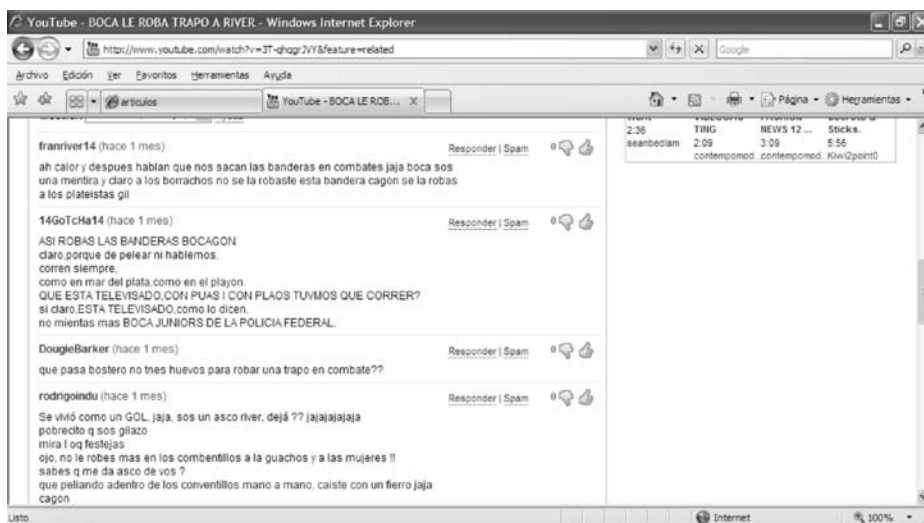 YouTube - BOCA LE ROBA TRAPO A RIVER - Windows Internet Explorer
Google
Archivo Edición Ver Favoritos Herramientas Ayuda
articulos
YouTube - BOCA LE ROB... X
Página
Herramientas
franriver14 (hace 1 mes)
Responder | Spam
0
ah calor y despues hablan que nos sacan las banderas en combates jaja boca sos
una mentira y claro a los borrachos no se la robaste esta bandera cagon se la robas
a los plateistas gil
14GoTcHa14 (hace 1 mes)
Responder | Spam
0
ASI ROBAS LAS BANDERAS BOCAGON
claro,porque de pelear ni hablemos.
corren siempre,
como en mar del plata,como en el playon.
QUE ESTA TELEVISADO,CON PUAS I CON PLAOS TUVMOS QUE CORRER?
si claro,ESTA TELEVISADO,como lo dicen.
no mientas mas BOCA JUNIORS DE LA POLICIA FEDERAL.
DougieBarker (hace 1 mes)
Responder | Spam
0
que pasa bostero no tnes huevos para robar una trapo en combate??
rodrigoindu (hace 1 mes)
Responder | Spam
0
Se vivió como un GOL, jaja, sos un asco river, dejá ?? jajajajajaja
pobrecito q sos gilazo
mira l oq festejas
ojo, no le robes mas en los combentillos a la guachos y a las mujeres !!
sabes q me da asco de vos ?
que peliando adentro de los conventillos mano a mano, caiste con un fierro jaja
cagon
2:36
seanbedlam
TING
2:09
contempomod..
NEWS 12 ...
3:09
contempomod..
Sticks.
5:56
Kiwi2point0
Listo
Internet
100%